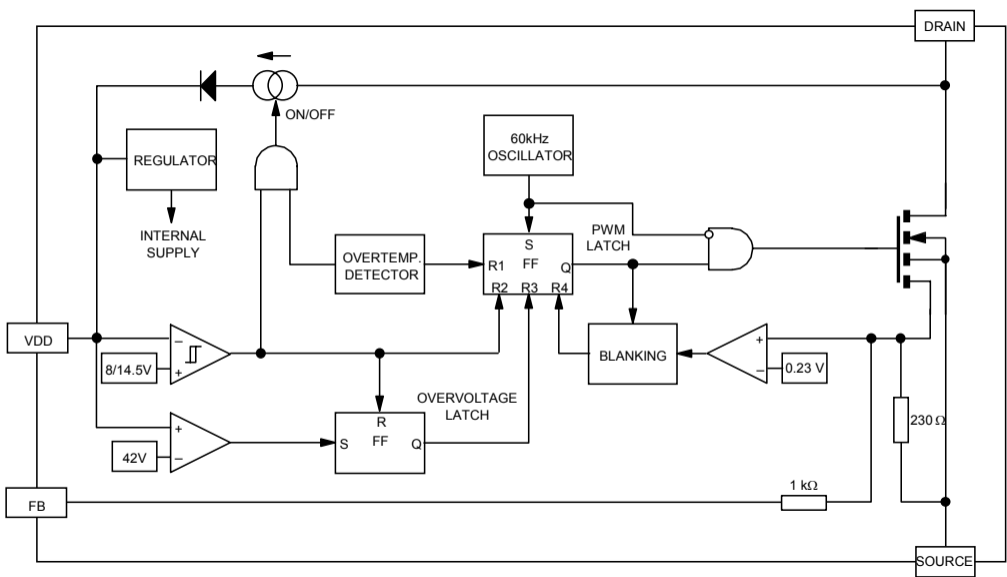 DRAIN
ON/OFF
60kHz
OSCILLATOR
REGULATOR
PWM
LATCH
INTERNAL
SUPPLY
OVERTEMP.
DETECTOR
S
FF
R1
Q
R2 R3 R4
VDD
−
+
8/14.5V
BLANKING
+
−
0.23 V
OVERVOLTAGE
LATCH
R
FF
S
Q
+
−
42V
230 Ω
1 kΩ
FB
SOURCE